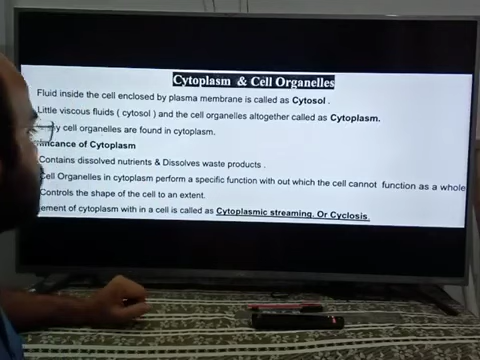 Cytoplasm & Cell Organelles
Fluid inside the cell enclosed by plasma membrane is called as Cytosol .
Little viscous fluids ( cytosol ) and the cell organelles altogether called as Cytoplasm.
cell organelles are found in cytoplasm.
of Cytoplasm
Contains dissolved nutrients & Dissolves waste products .
Cell Organelles in cytoplasm perform a specific function with out which the cell cannot function as a whole
Controls the shape of the cell to an extent.
of cytoplasm with in a cell is called as Cytoplasmic streaming. Or Cyclosis.